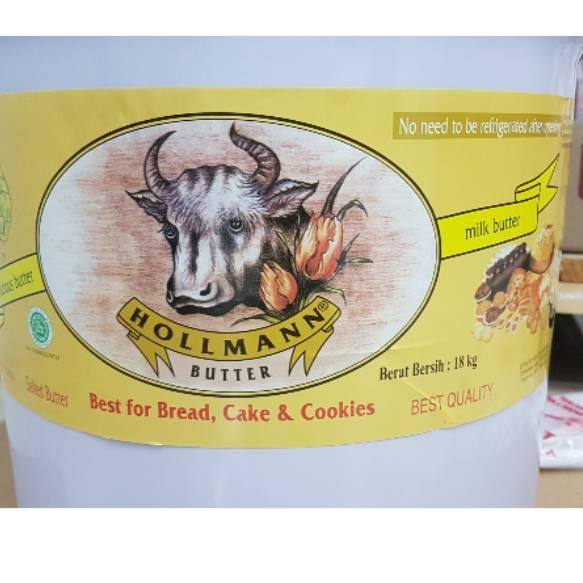 No need to be refrigerated after opening
milk butter
butter
HOLLMANN®
BUTTER
Berat Bersih : 18 kg
Salted Butter
Best for Bread, Cake & Cookies
BEST QUALITY